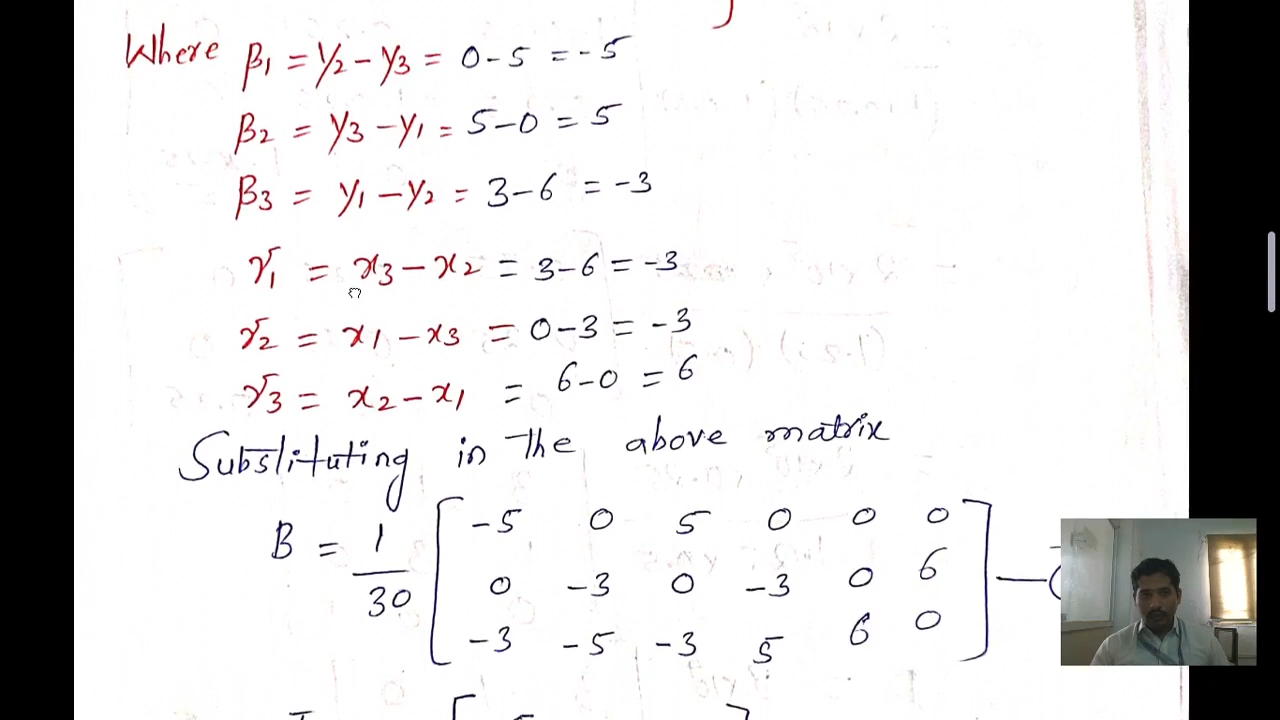 Where β1 = y2 - y3 = 0-5 = -5
β2 = y3 - y1 = 5-0 = 5
β3 = y1 - y2 = 3-6 = -3
γ1 = x3 - x2 = 3-6 = -3
γ2 = x1 - x3 = 0-3 = -3
γ3 = x2 - x1 = 6-0 = 6
Substituting in the above matrix
B = 1/30 [ -5 0 5 0 0 0
0 -3 0 -3 0 6
-3 -5 -3 5 6 0 ]